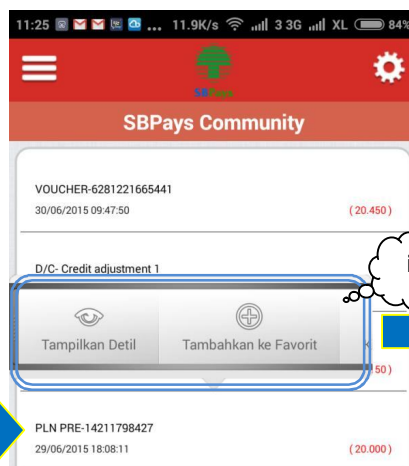 11:25 ... 11.9K/s 3 3G XL 84%
SBPays
SBPays Community
VOUCHER-6281221665441
30/06/2015 09:47:50 (20.450)
D/C- Credit adjustment 1
i
Tampilkan Detil Tambahkan ke Favorit
50)
PLN PRE-14211798427
29/06/2015 18:08:11 (20.000)